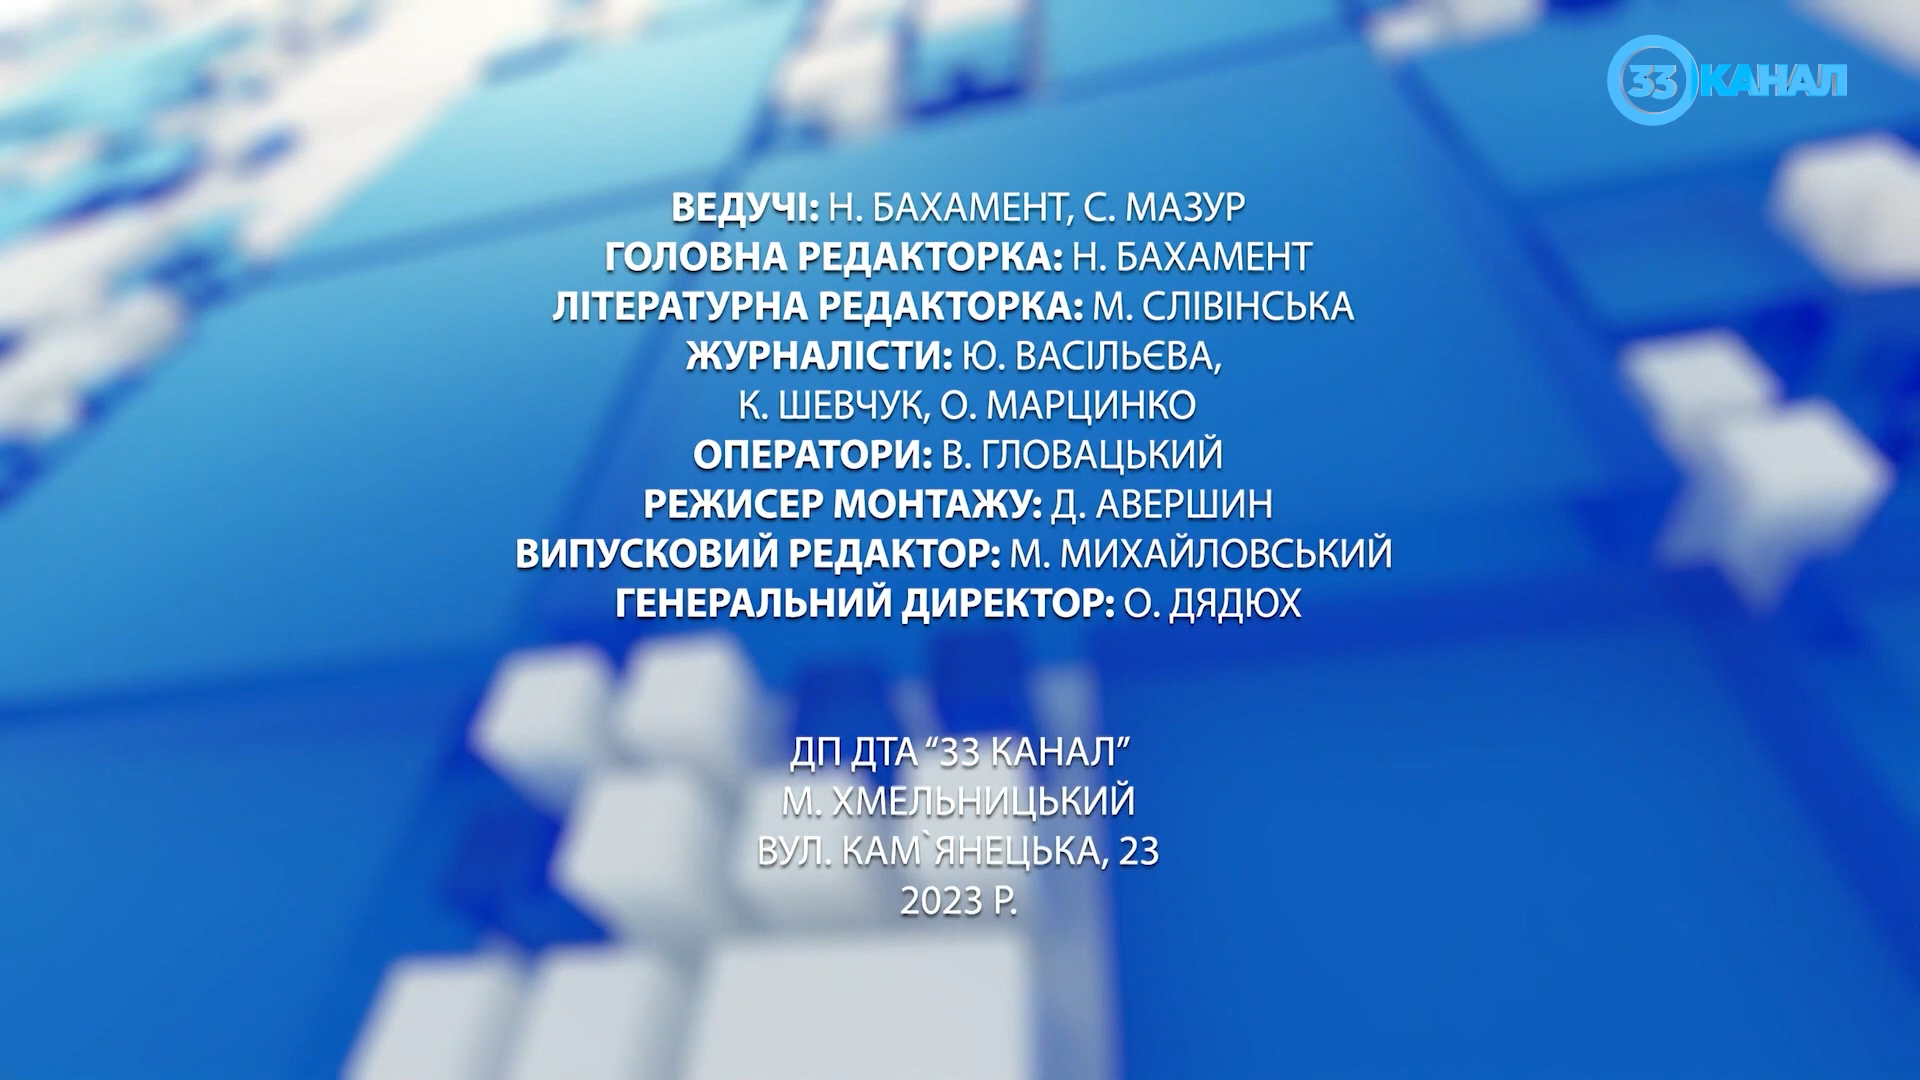 33 КАНАЛ
ВЕДУЧІ: Н. БАХАМЕНТ, С. МАЗУР
ГОЛОВНА РЕДАКТОРКА: Н. БАХАМЕНТ
ЛІТЕРАТУРНА РЕДАКТОРКА: М. СЛІВІНСЬКА
ЖУРНАЛІСТИ: Ю. ВАСІЛЬЄВА,
К. ШЕВЧУК, О. МАРЦИНКО
ОПЕРАТОРИ: В. ГЛОВАЦЬКИЙ
РЕЖИСЕР МОНТАЖУ: Д. АВЕРШИН
ВИПУСКОВИЙ РЕДАКТОР: М. МИХАЙЛОВСЬКИЙ
ГЕНЕРАЛЬНИЙ ДИРЕКТОР: О. ДЯДЮХ
ДП ДТА “33 КАНАЛ”
М. ХМЕЛЬНИЦЬКИЙ
ВУЛ. КАМ`ЯНЕЦЬКА, 23
2023 Р.